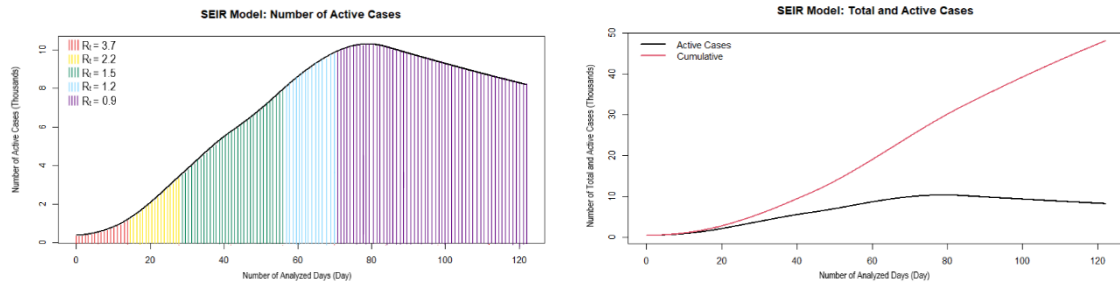 SEIR Model: Number of Active Cases
Rₜ = 3.7
Rₜ = 2.2
Rₜ = 1.5
Rₜ = 1.2
Rₜ = 0.9
Number of Active Cases (Thousands)
10
8
6
4
2
0
0 20 40 60 80 100 120
Number of Analyzed Days (Day)
SEIR Model: Total and Active Cases
Active Cases
Cumulative
Number of Total and Active Cases (Thousands)
50
40
30
20
10
0
0 20 40 60 80 100 120
Number of Analyzed Days (Day)